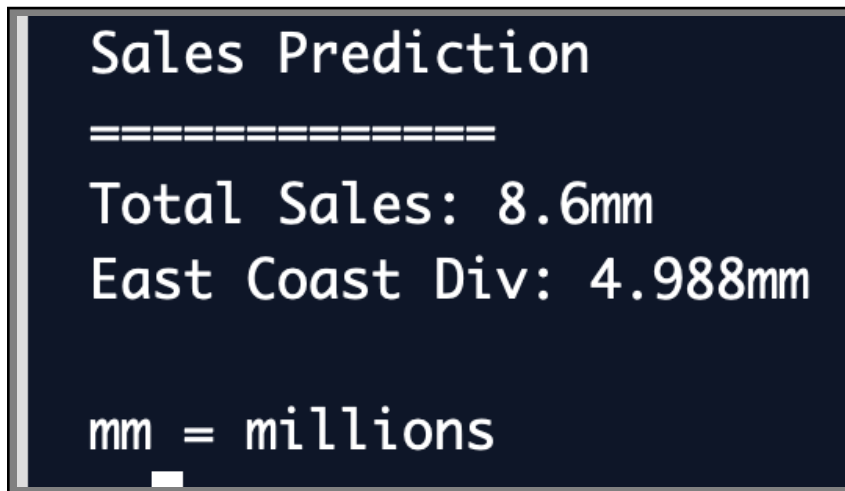 Sales Prediction
=============
Total Sales: 8.6mm
East Coast Div: 4.988mm
mm = millions